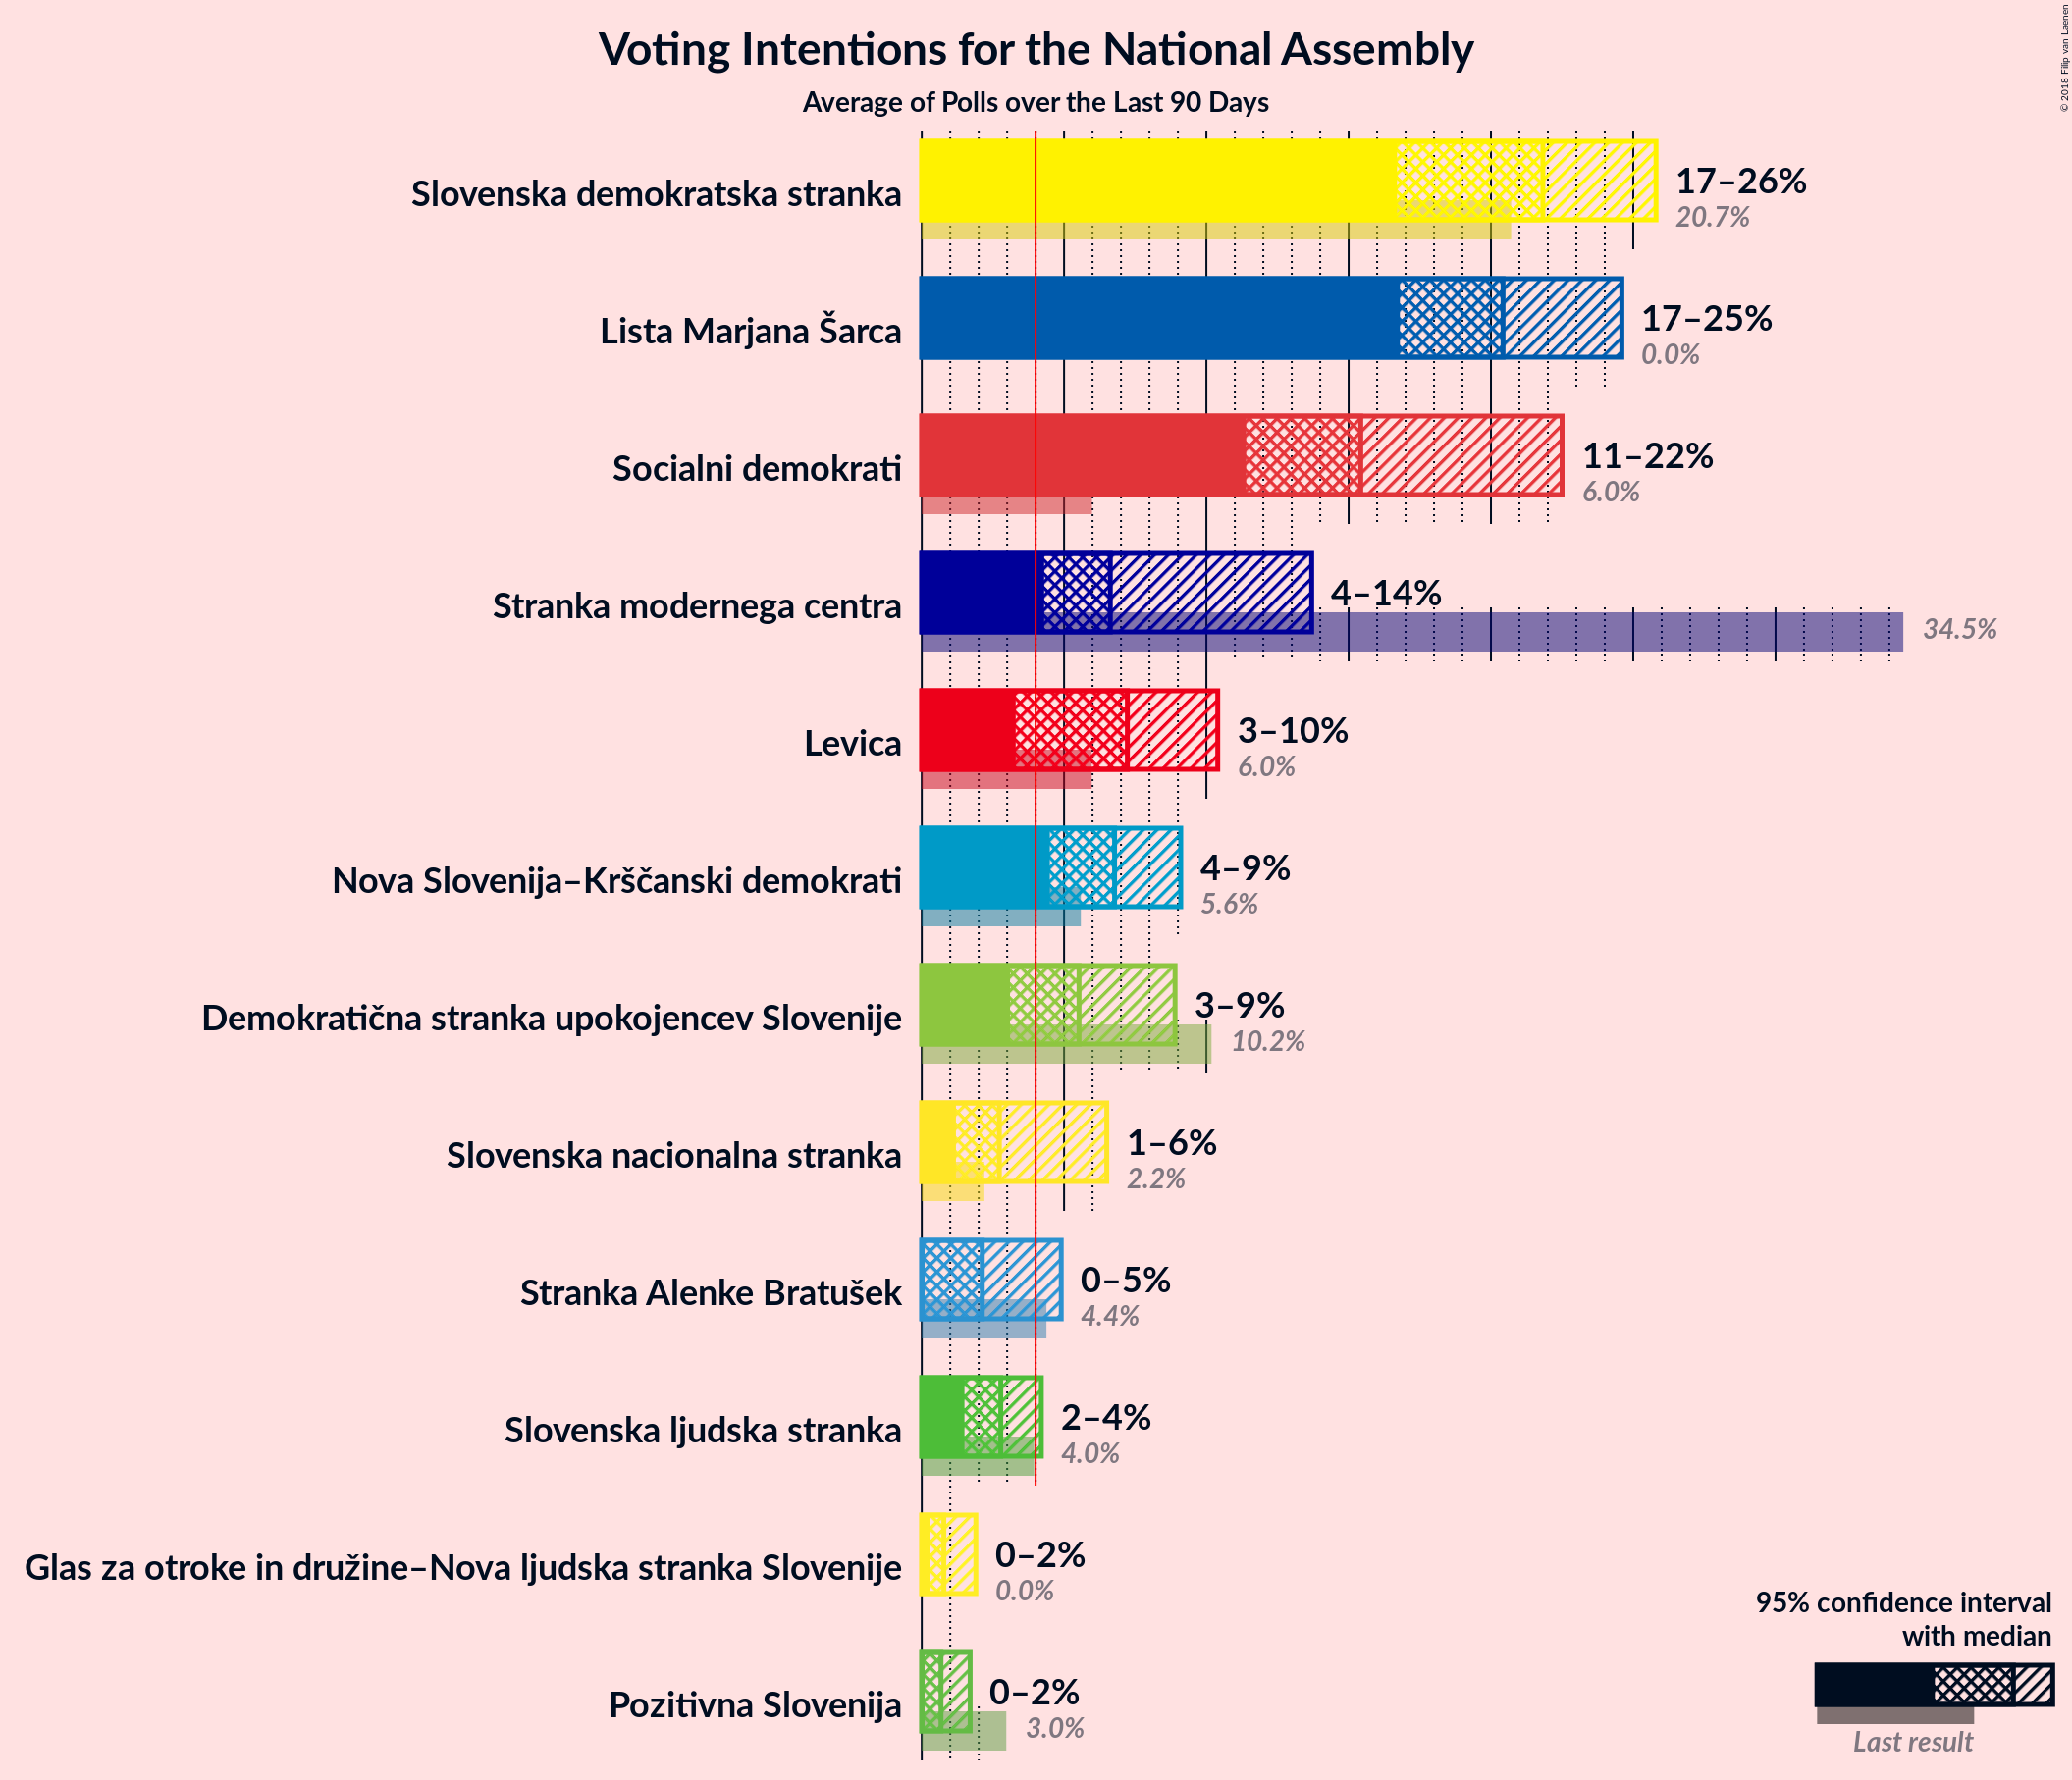 Voting Intentions for the National Assembly
Average of Polls over the Last 90 Days
© 2018 Filip van Laenen
Slovenska demokratska stranka
17–26%
20.7%
Lista Marjana Šarca
17–25%
0.0%
Socialni demokrati
11–22%
6.0%
Stranka modernega centra
4–14%
34.5%
Levica
3–10%
6.0%
Nova Slovenija–Krščanski demokrati
4–9%
5.6%
Demokratična stranka upokojencev Slovenije
3–9%
10.2%
Slovenska nacionalna stranka
1–6%
2.2%
Stranka Alenke Bratušek
0–5%
4.4%
Slovenska ljudska stranka
2–4%
4.0%
Glas za otroke in družine–Nova ljudska stranka Slovenije
0–2%
0.0%
Pozitivna Slovenija
0–2%
3.0%
95% confidence interval
with median
Last result